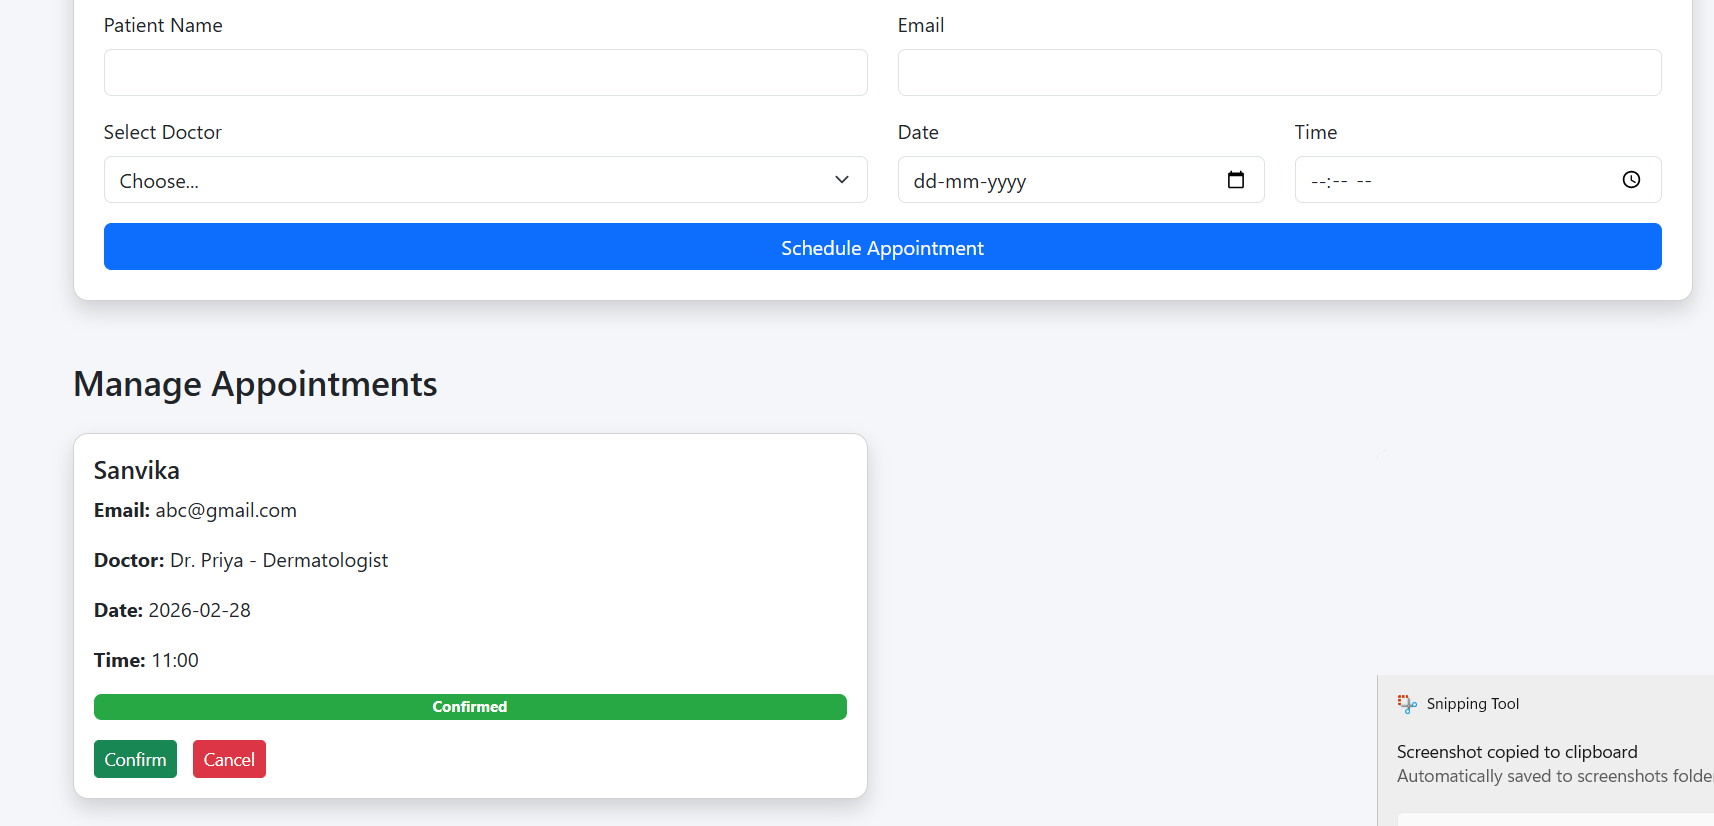 Patient Name
Email
Select Doctor
Date
Time
Choose...
dd-mm-yyyy
--:-- --
Schedule Appointment
Manage Appointments
Sanvika
Email: abc@gmail.com
Doctor: Dr. Priya - Dermatologist
Date: 2026-02-28
Time: 11:00
Confirmed
Confirm
Cancel
Snipping Tool
Screenshot copied to clipboard
Automatically saved to screenshots folde